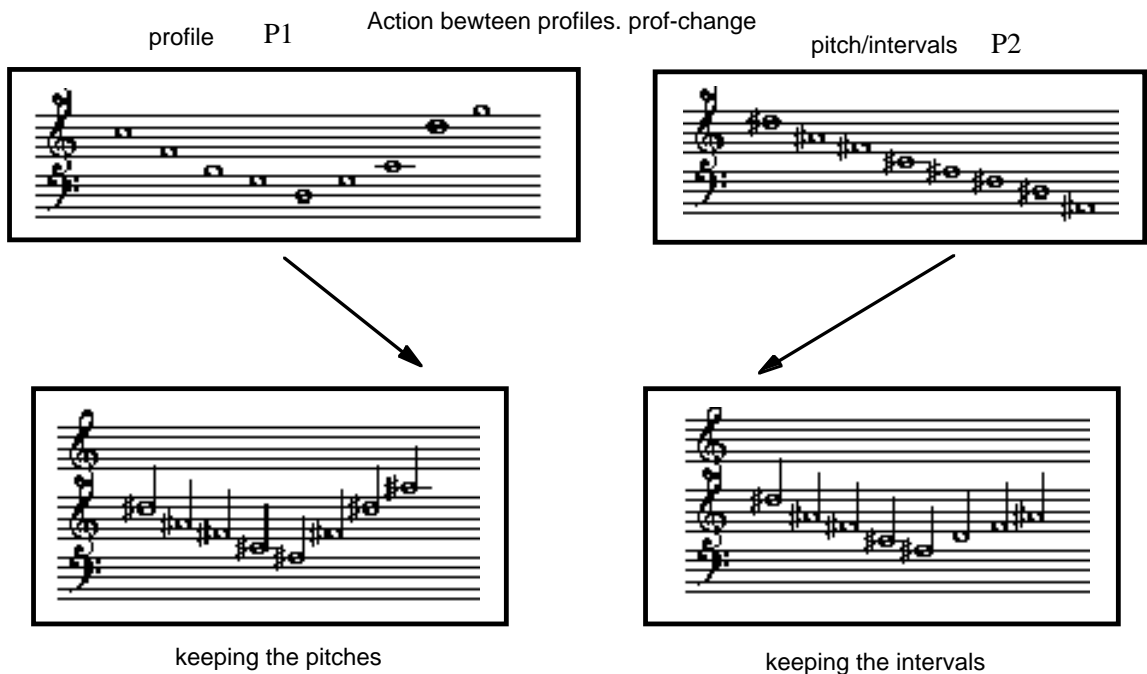 Action bewteen profiles. prof-change
profile P1
pitch/intervals P2
keeping the pitches
keeping the intervals